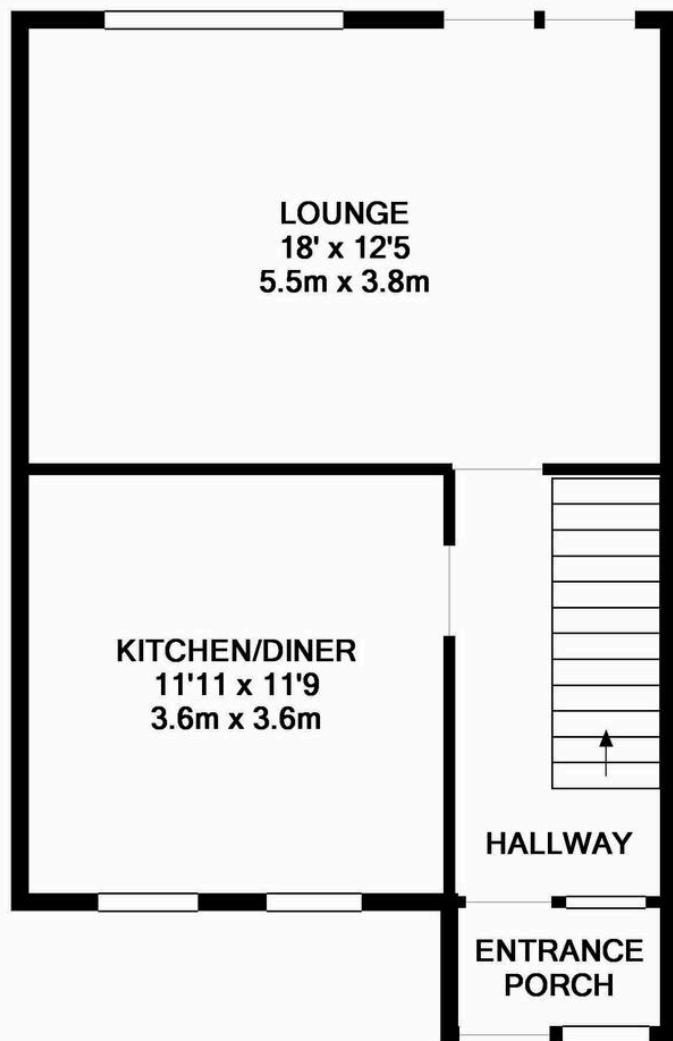 LOUNGE
18' x 12'5
5.5m x 3.8m
KITCHEN/DINER
11'11 x 11'9
3.6m x 3.6m
HALLWAY
ENTRANCE
PORCH